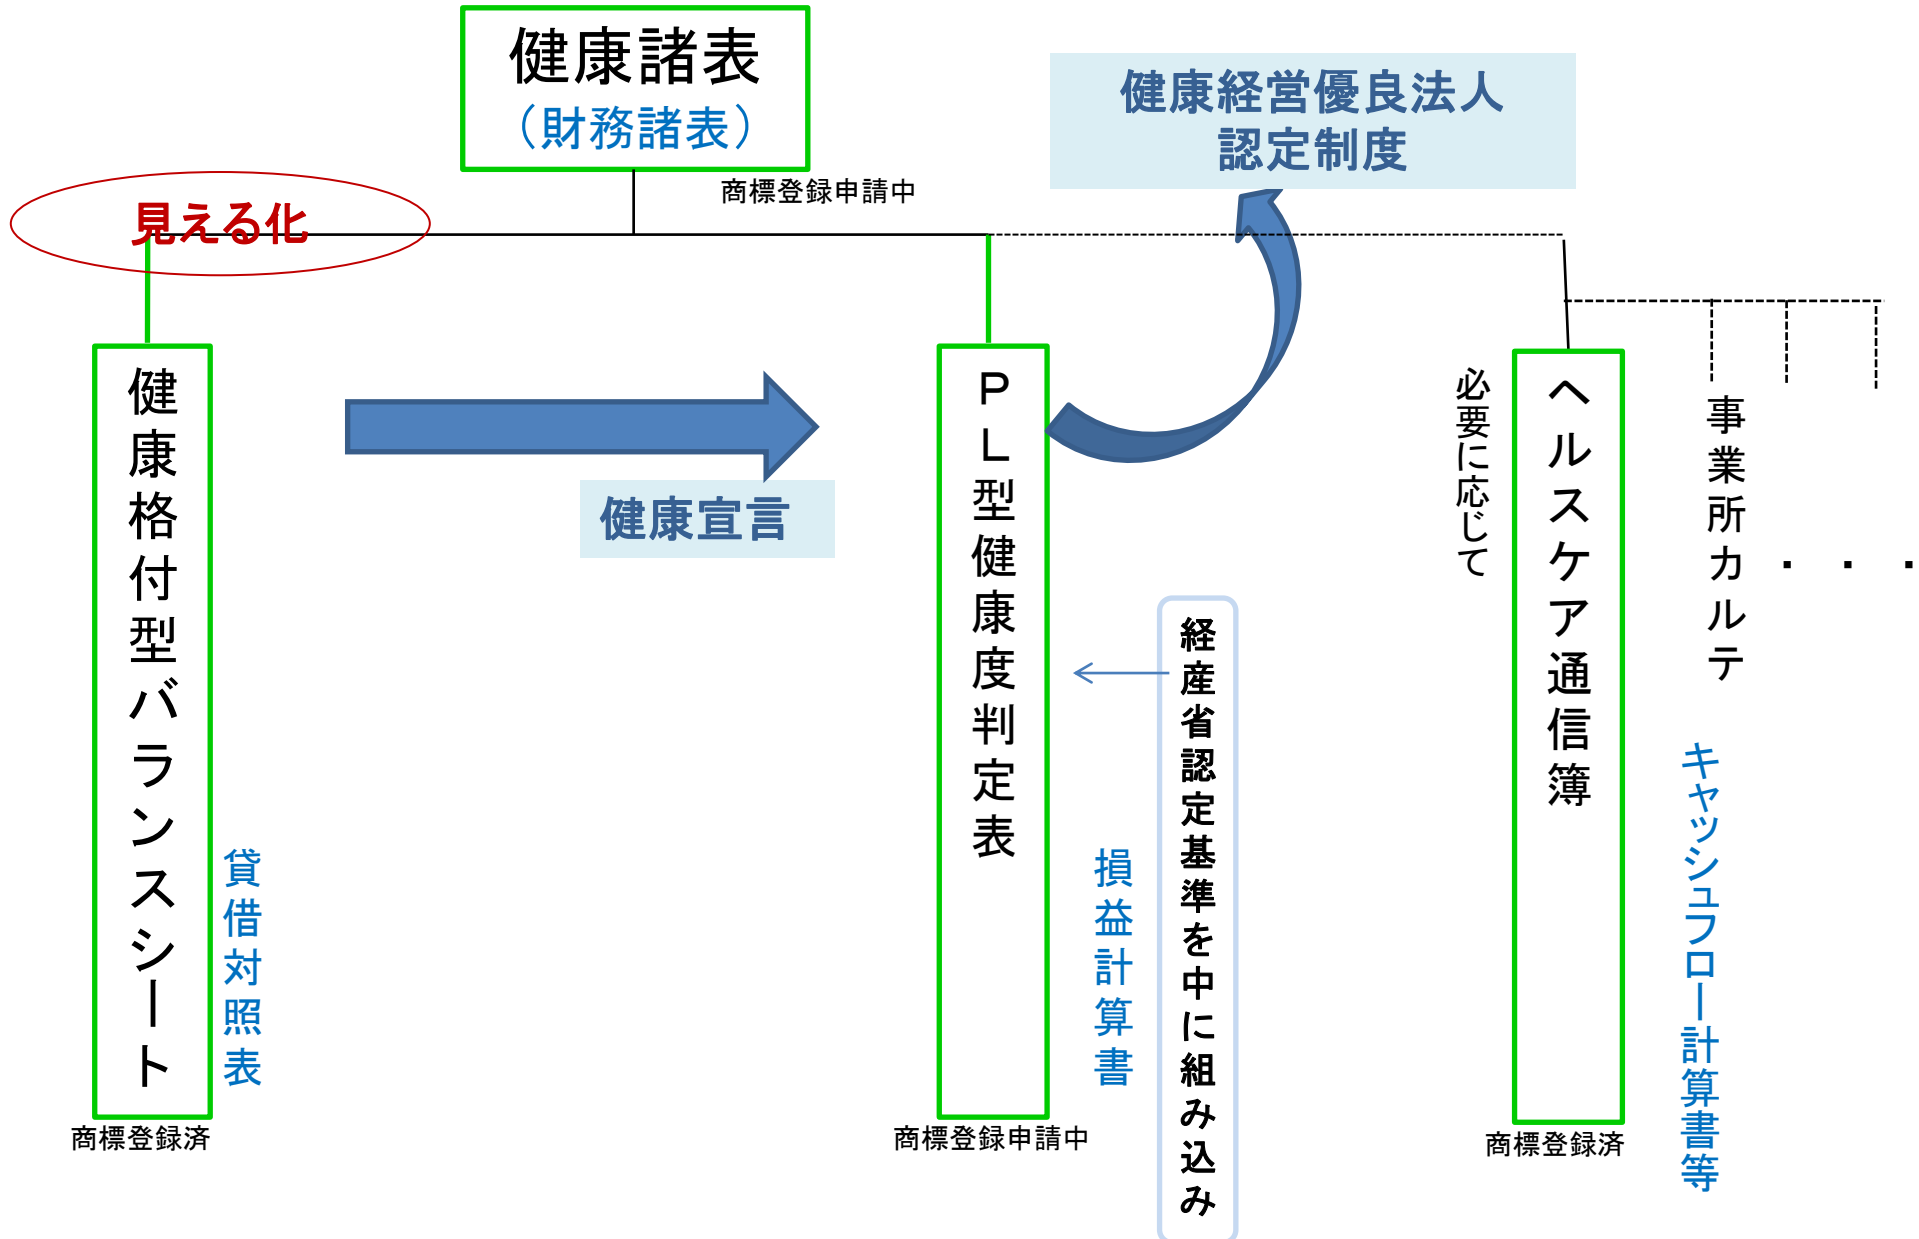 健康諸表
（財務諸表）
商標登録申請中
健康経営優良法人
認定制度
見える化
健康格付型バランスシート
貸借対照表
商標登録済
健康宣言
ＰＬ型健康度判定表
損益計算書
商標登録申請中
経産省認定基準を中に組み込み
必要に応じて
ヘルスケア通信簿
商標登録済
事業所カルテ
・・・
キャッシュフロー計算書等